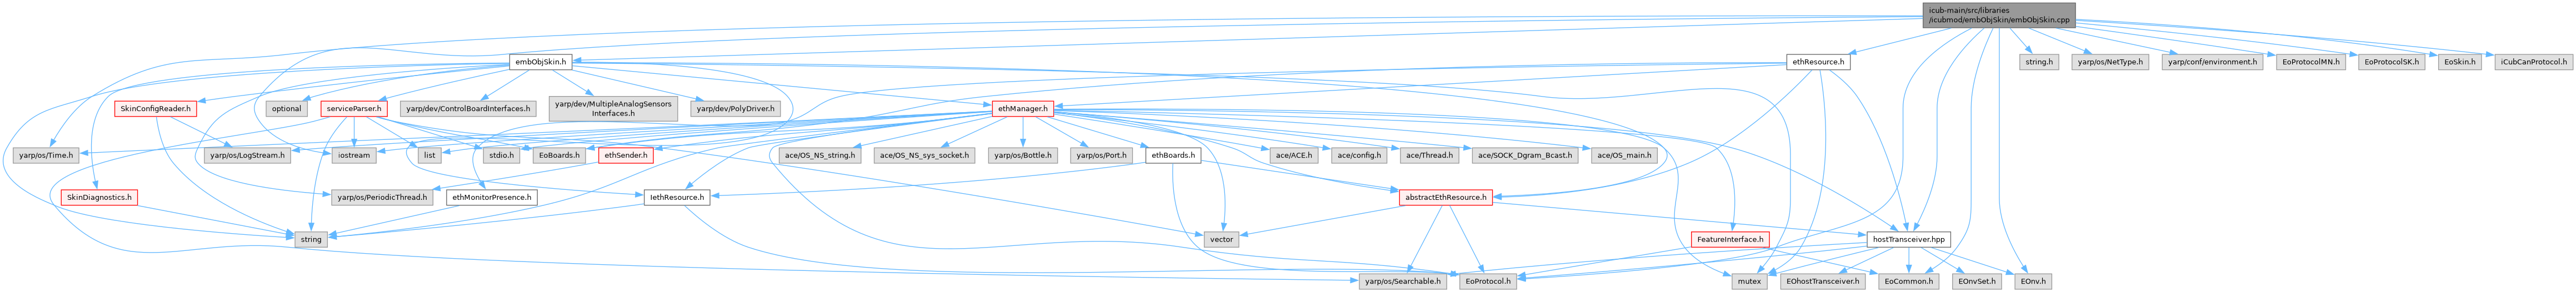 icub-main/src/libraries
/icubmod/embObjSkin/embObjSkin.cpp
embObjSkin.h
ethResource.h
string.h
yarp/os/NetType.h
yarp/conf/environment.h
EoProtocolMN.h
EoProtocolSK.h
EoSkin.h
iCubCanProtocol.h
SkinConfigReader.h
optional
serviceParser.h
yarp/dev/ControlBoardInterfaces.h
yarp/dev/MultipleAnalogSensors
Interfaces.h
yarp/dev/PolyDriver.h
ethManager.h
yarp/os/Time.h
yarp/os/LogStream.h
iostream
list
stdio.h
EoBoards.h
ethSender.h
ace/OS_NS_string.h
ace/OS_NS_sys_socket.h
yarp/os/Bottle.h
yarp/os/Port.h
ethBoards.h
ace/ACE.h
ace/config.h
ace/Thread.h
ace/SOCK_Dgram_Bcast.h
ace/OS_main.h
SkinDiagnostics.h
yarp/os/PeriodicThread.h
ethMonitorPresence.h
IethResource.h
abstractEthResource.h
string
vector
FeatureInterface.h
hostTransceiver.hpp
yarp/os/Searchable.h
EoProtocol.h
mutex
EOhostTransceiver.h
EoCommon.h
EOnvSet.h
EOnv.h